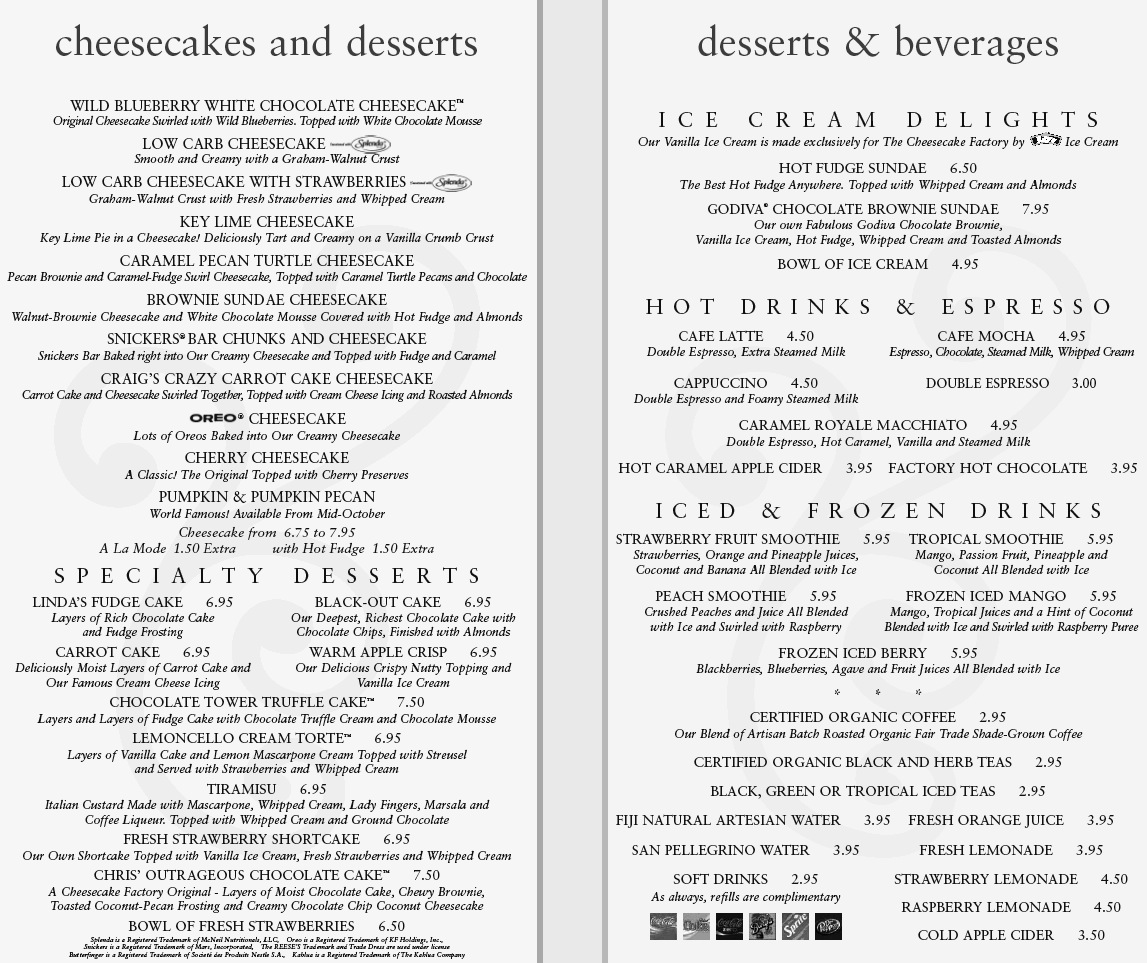 cheesecakes and desserts
WILD BLUEBERRY WHITE CHOCOLATE CHEESECAKE™
Original Cheesecake Swirled with Wild Blueberries. Topped with White Chocolate Mousse
LOW CARB CHEESECAKE Splenda
Smooth and Creamy with a Graham-Walnut Crust
LOW CARB CHEESECAKE WITH STRAWBERRIES Splenda
Graham-Walnut Crust with Fresh Strawberries and Whipped Cream
KEY LIME CHEESECAKE
Key Lime Pie in a Cheesecake! Deliciously Tart and Creamy on a Vanilla Crumb Crust
CARAMEL PECAN TURTLE CHEESECAKE
Pecan Brownie and Caramel-Fudge Swirl Cheesecake, Topped with Caramel Turtle Pecans and Chocolate
BROWNIE SUNDAE CHEESECAKE
Walnut-Brownie Cheesecake and White Chocolate Mousse Covered with Hot Fudge and Almonds
SNICKERS® BAR CHUNKS AND CHEESECAKE
Snickers Bar Baked right into Our Creamy Cheesecake and Topped with Fudge and Caramel
CRAIG'S CRAZY CARROT CAKE CHEESECAKE
Carrot Cake and Cheesecake Swirled Together, Topped with Cream Cheese Icing and Roasted Almonds
OREO® CHEESECAKE
Lots of Oreos Baked into Our Creamy Cheesecake
CHERRY CHEESECAKE
A Classic! The Original Topped with Cherry Preserves
PUMPKIN & PUMPKIN PECAN
World Famous! Available From Mid-October
Cheesecake from 6.75 to 7.95
A La Mode 1.50 Extra with Hot Fudge 1.50 Extra
SPECIALTY DESSERTS
LINDA'S FUDGE CAKE 6.95
Layers of Rich Chocolate Cake
and Fudge Frosting
BLACK-OUT CAKE 6.95
Our Deepest, Richest Chocolate Cake with
Chocolate Chips, Finished with Almonds
CARROT CAKE 6.95
Deliciously Moist Layers of Carrot Cake and
Our Famous Cream Cheese Icing
WARM APPLE CRISP 6.95
Our Delicious Crispy Nutty Topping and
Vanilla Ice Cream
CHOCOLATE TOWER TRUFFLE CAKE™ 7.50
Layers and Layers of Fudge Cake with Chocolate Truffle Cream and Chocolate Mousse
LEMONCELLO CREAM TORTE™ 6.95
Layers of Vanilla Cake and Lemon Mascarpone Cream Topped with Streusel
and Served with Strawberries and Whipped Cream
TIRAMISU 6.95
Italian Custard Made with Mascarpone, Whipped Cream, Lady Fingers, Marsala and
Coffee Liqueur. Topped with Whipped Cream and Ground Chocolate
FRESH STRAWBERRY SHORTCAKE 6.95
Our Own Shortcake Topped with Vanilla Ice Cream, Fresh Strawberries and Whipped Cream
CHRIS' OUTRAGEOUS CHOCOLATE CAKE™ 7.50
A Cheesecake Factory Original - Layers of Moist Chocolate Cake, Chewy Brownie,
Toasted Coconut-Pecan Frosting and Creamy Chocolate Chip Coconut Cheesecake
BOWL OF FRESH STRAWBERRIES 6.50
Splenda is a Registered Trademark of McNeil Nutritionals, LLC, Oreo is a Registered Trademark of KF Holdings, Inc.,
Snickers is a Registered Trademark of Mars, Incorporated, The REESE'S Trademark and Trade Dress are used under license
Butterfinger is a Registered Trademark of Societé des Produits Nestle S.A., Kahlua is a Registered Trademark of The Kahlua Company
desserts & beverages
ICE CREAM DELIGHTS
Our Vanilla Ice Cream is made exclusively for The Cheesecake Factory by Ice Cream
HOT FUDGE SUNDAE 6.50
The Best Hot Fudge Anywhere. Topped with Whipped Cream and Almonds
GODIVA® CHOCOLATE BROWNIE SUNDAE 7.95
Our own Fabulous Godiva Chocolate Brownie,
Vanilla Ice Cream, Hot Fudge, Whipped Cream and Toasted Almonds
BOWL OF ICE CREAM 4.95
HOT DRINKS & ESPRESSO
CAFE LATTE 4.50
Double Espresso, Extra Steamed Milk
CAFE MOCHA 4.95
Espresso, Chocolate, Steamed Milk, Whipped Cream
CAPPUCCINO 4.50
Double Espresso and Foamy Steamed Milk
DOUBLE ESPRESSO 3.00
CARAMEL ROYALE MACCHIATO 4.95
Double Espresso, Hot Caramel, Vanilla and Steamed Milk
HOT CARAMEL APPLE CIDER 3.95 FACTORY HOT CHOCOLATE 3.95
ICED & FROZEN DRINKS
STRAWBERRY FRUIT SMOOTHIE 5.95
Strawberries, Orange and Pineapple Juices,
Coconut and Banana All Blended with Ice
TROPICAL SMOOTHIE 5.95
Mango, Passion Fruit, Pineapple and
Coconut All Blended with Ice
PEACH SMOOTHIE 5.95
Crushed Peaches and Juice All Blended
with Ice and Swirled with Raspberry
FROZEN ICED MANGO 5.95
Mango, Tropical Juices and a Hint of Coconut
Blended with Ice and Swirled with Raspberry Puree
FROZEN ICED BERRY 5.95
Blackberries, Blueberries, Agave and Fruit Juices All Blended with Ice
* * *
CERTIFIED ORGANIC COFFEE 2.95
Our Blend of Artisan Batch Roasted Organic Fair Trade Shade-Grown Coffee
CERTIFIED ORGANIC BLACK AND HERB TEAS 2.95
BLACK, GREEN OR TROPICAL ICED TEAS 2.95
FIJI NATURAL ARTESIAN WATER 3.95 FRESH ORANGE JUICE 3.95
SAN PELLEGRINO WATER 3.95 FRESH LEMONADE 3.95
SOFT DRINKS 2.95
As always, refills are complimentary
STRAWBERRY LEMONADE 4.50
RASPBERRY LEMONADE 4.50
COLD APPLE CIDER 3.50
Coca-Cola
Sprite